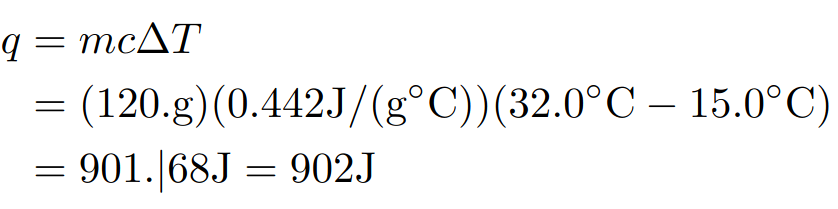 q = mcΔT
= (120.g)(0.442J/(g°C))(32.0°C − 15.0°C)
= 901.|68J = 902J